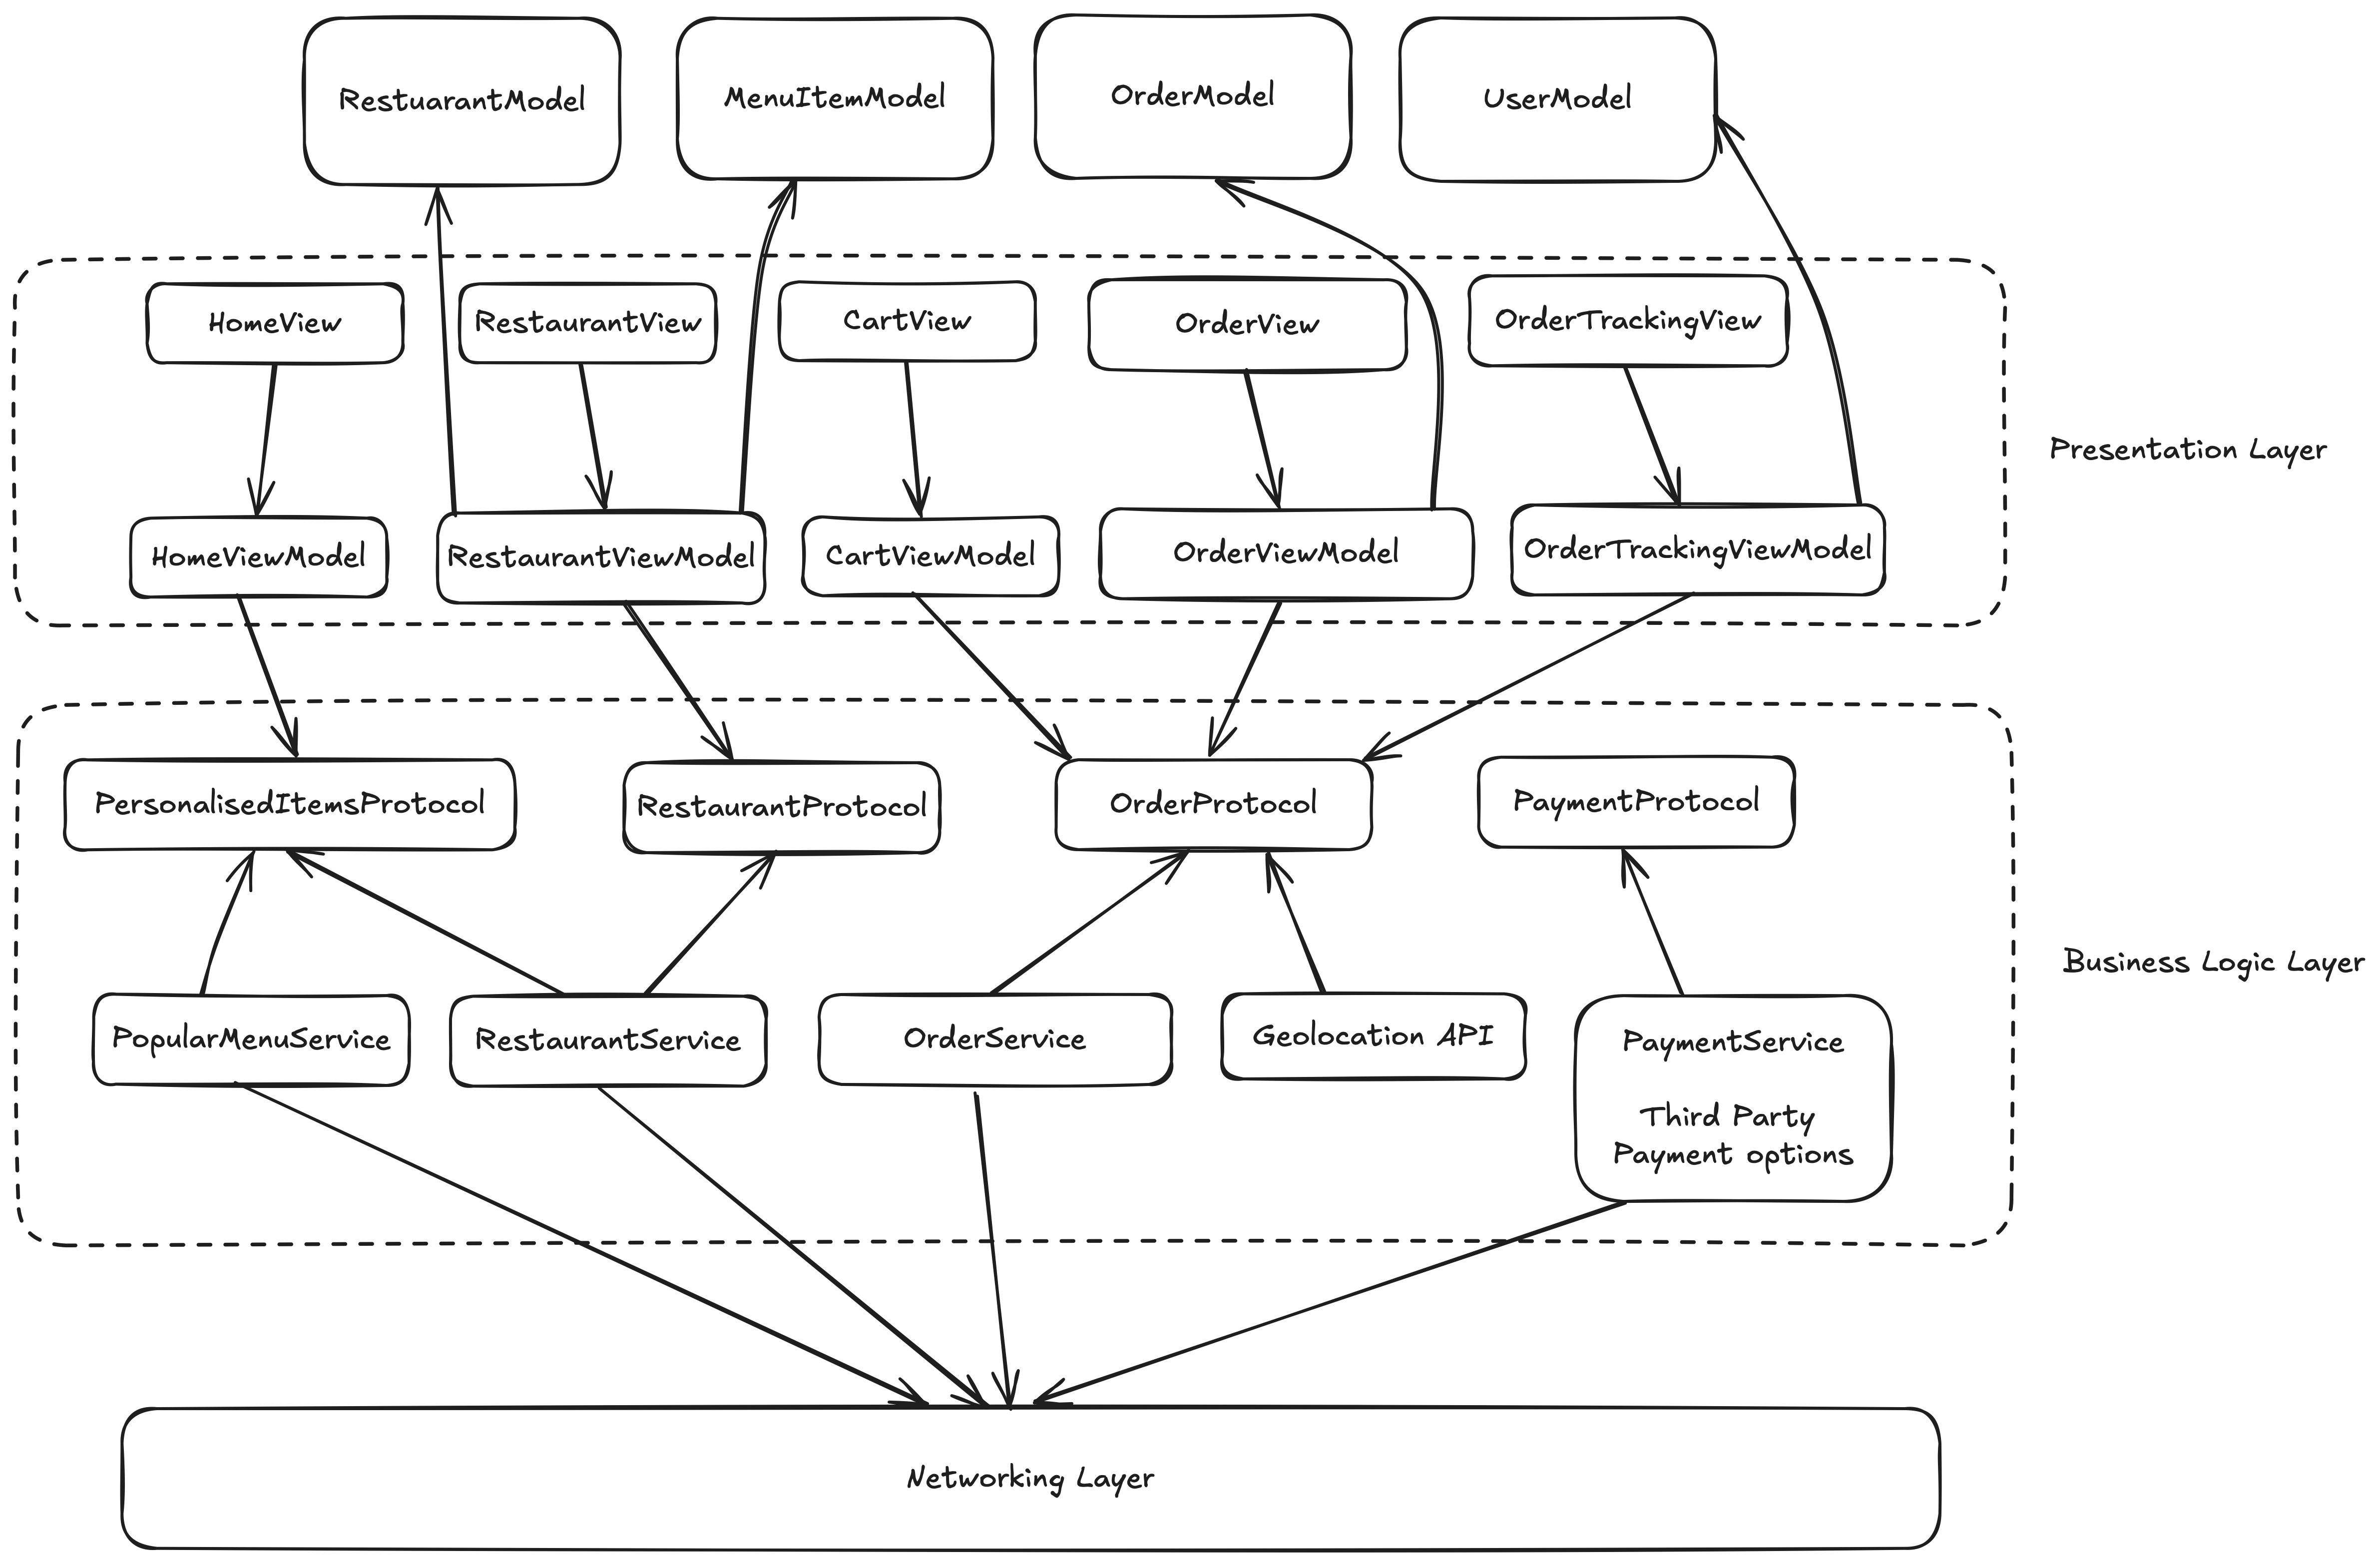 RestuarantModel
MenuItemModel
OrderModel
UserModel
HomeView
RestaurantView
CartView
OrderView
OrderTrackingView
Presentation Layer
HomeViewModel
RestaurantViewModel
CartViewModel
OrderViewModel
OrderTrackingViewModel
PersonalisedItemsProtocol
RestaurantProtocol
OrderProtocol
PaymentProtocol
Business Logic Layer
PopularMenuService
RestaurantService
OrderService
Geolocation API
PaymentService
Third Party
Payment options
Networking Layer